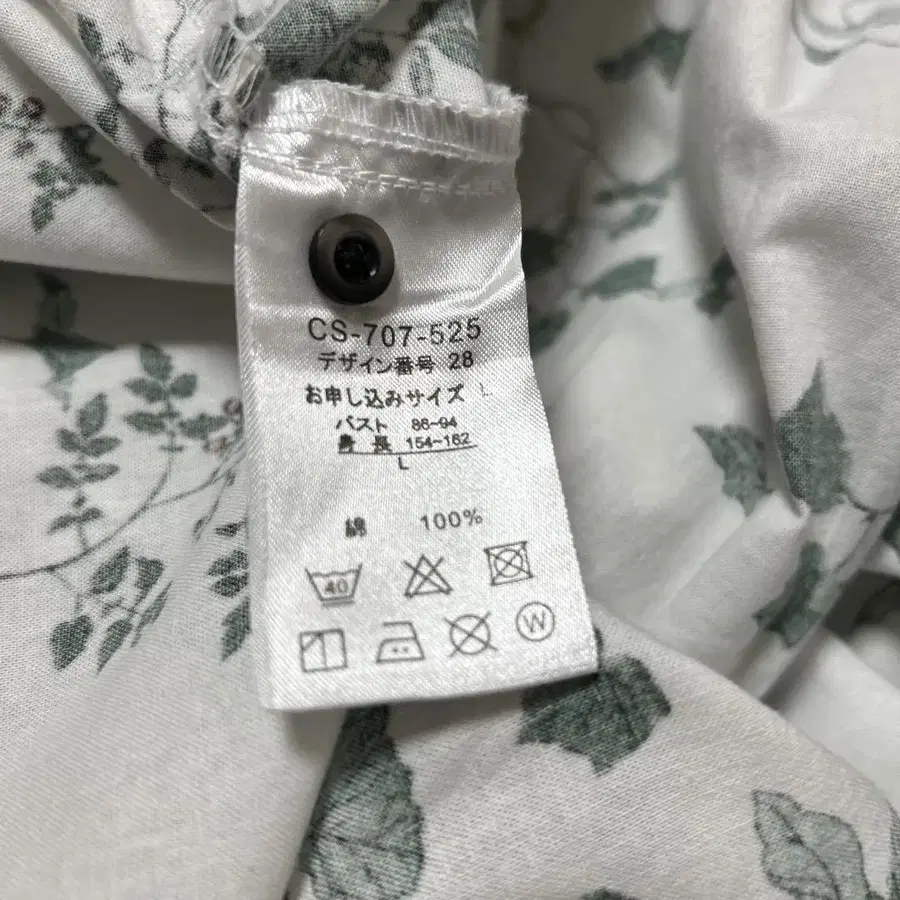 CS-707-525
デザイン番号 28
お申し込みサイズ L
バスト 86-94
身長 154-162
L
綿 100%
40
W